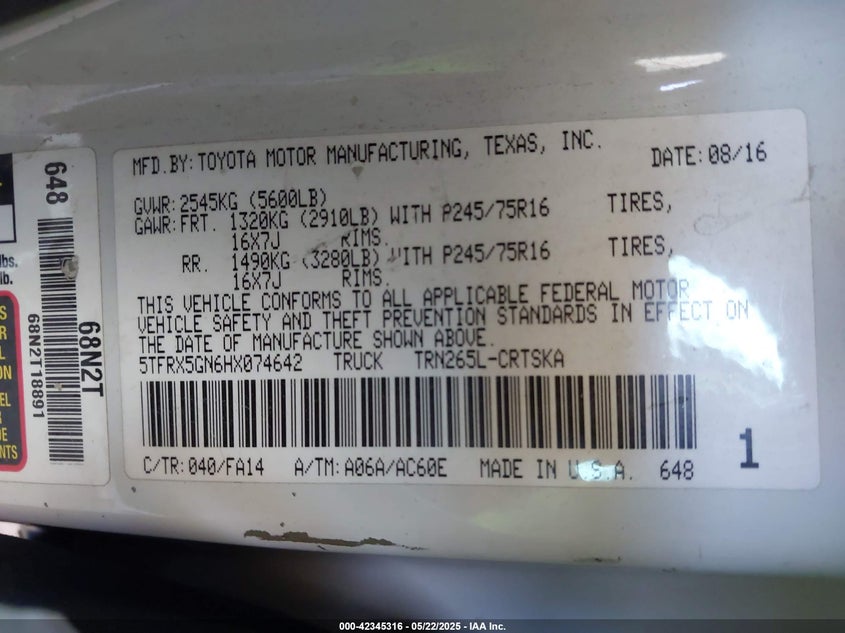 MFD.BY:TOYOTA MOTOR MANUFACTURING, TEXAS, INC.
DATE:08/16
GVWR:2545KG (5600LB)
GAWR:FRT. 1320KG (2910LB) WITH P245/75R16 TIRES,
16X7J RIMS.
RR. 1490KG (3280LB) WITH P245/75R16 TIRES,
16X7J RIMS.
THIS VEHICLE CONFORMS TO ALL APPLICABLE FEDERAL MOTOR
VEHICLE SAFETY AND THEFT PREVENTION STANDARDS IN EFFECT ON
THE DATE OF MANUFACTURE SHOWN ABOVE.
5TFRX5GN6HX074642 TRUCK TRN265L-CRTSKA
C/TR:040/FA14 A/TM:A06A/AC60E MADE IN U.S.A. 648
1
648
68N2T18891
68N2T
lbs.
lb.
000-42345316 - 05/22/2025 - IAA Inc.